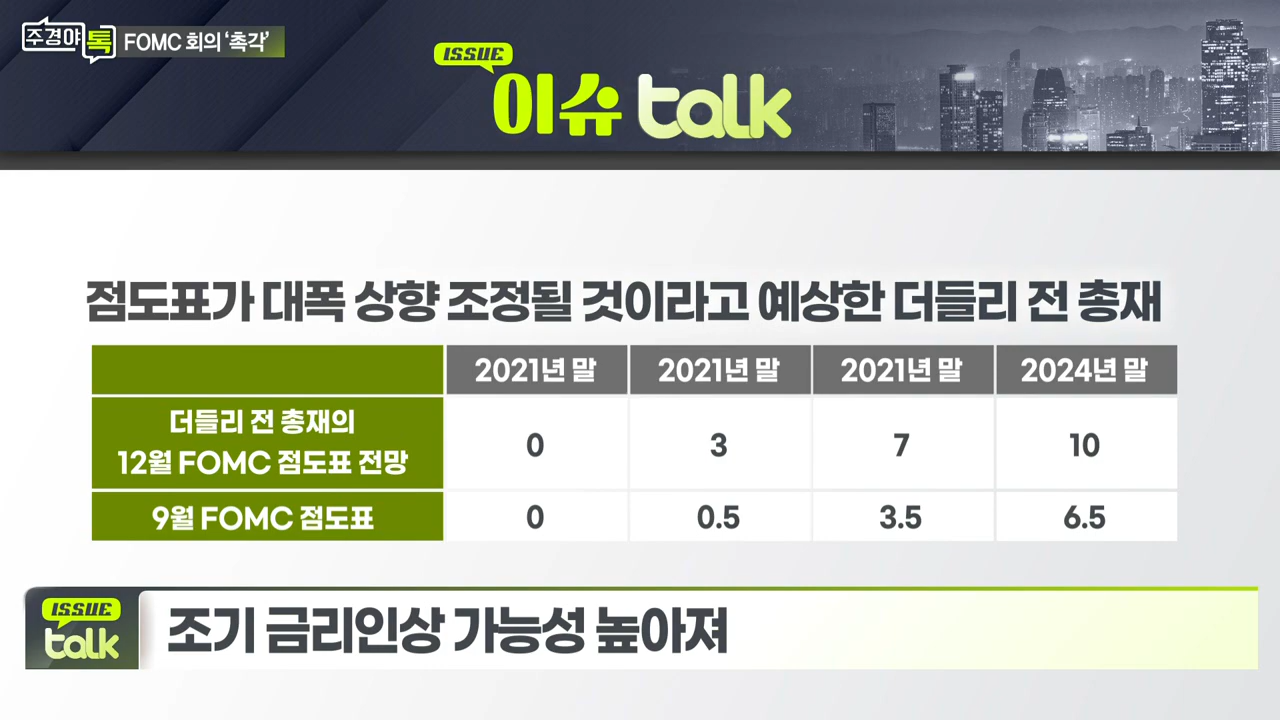 주경야톡 FOMC 회의 ‘촉각’
ISSUE
이슈 talk
점도표가 대폭 상향 조정될 것이라고 예상한 더들리 전 총재
2021년 말 2021년 말 2021년 말 2024년 말
더들리 전 총재의
12월 FOMC 점도표 전망 0 3 7 10
9월 FOMC 점도표 0 0.5 3.5 6.5
ISSUE
talk
조기 금리인상 가능성 높아져